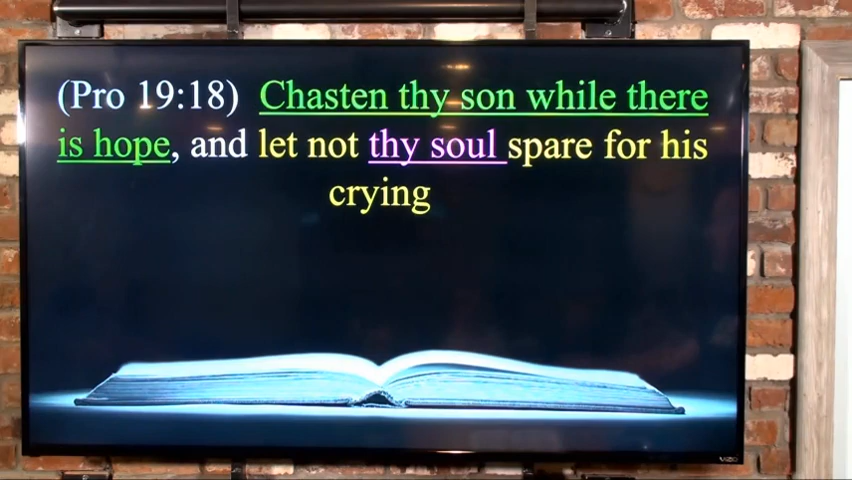 (Pro 19:18) Chasten thy son while there
is hope, and let not thy soul spare for his
crying
VIZIO